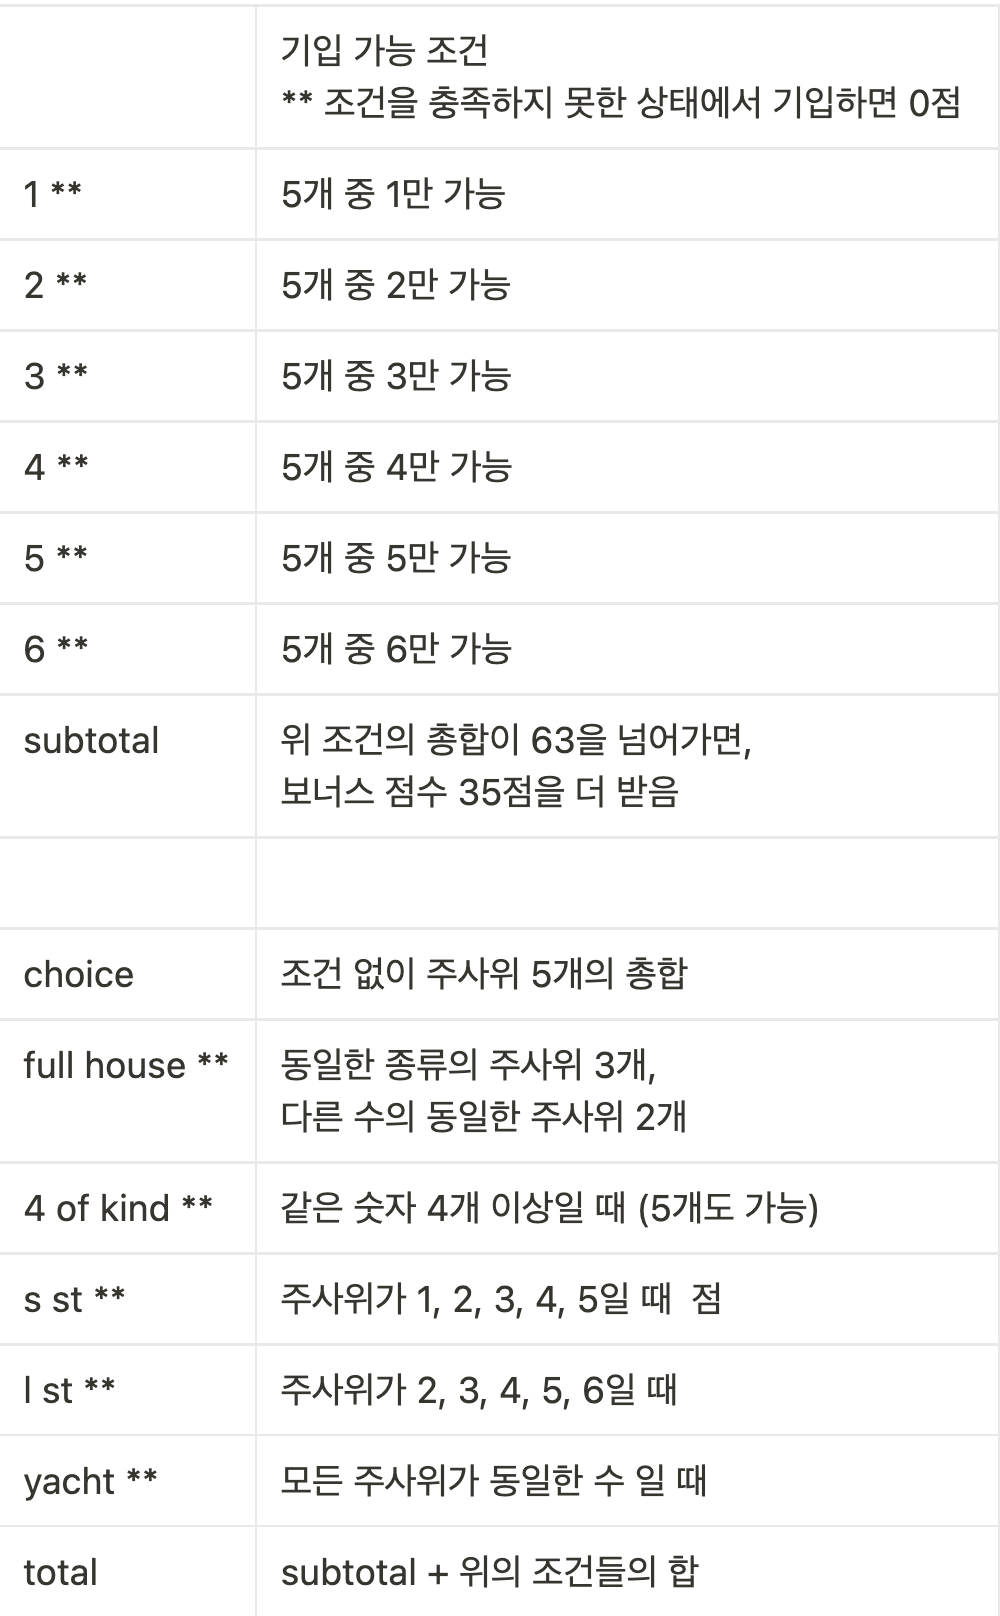 기입 가능 조건
** 조건을 충족하지 못한 상태에서 기입하면 0점
1 **
5개 중 1만 가능
2 **
5개 중 2만 가능
3 **
5개 중 3만 가능
4 **
5개 중 4만 가능
5 **
5개 중 5만 가능
6 **
5개 중 6만 가능
subtotal
위 조건의 총합이 63을 넘어가면,
보너스 점수 35점을 더 받음
choice
조건 없이 주사위 5개의 총합
full house **
동일한 종류의 주사위 3개,
다른 수의 동일한 주사위 2개
4 of kind **
같은 숫자 4개 이상일 때 (5개도 가능)
s st **
주사위가 1, 2, 3, 4, 5일 때  점
l st **
주사위가 2, 3, 4, 5, 6일 때
yacht **
모든 주사위가 동일한 수 일 때
total
subtotal + 위의 조건들의 합